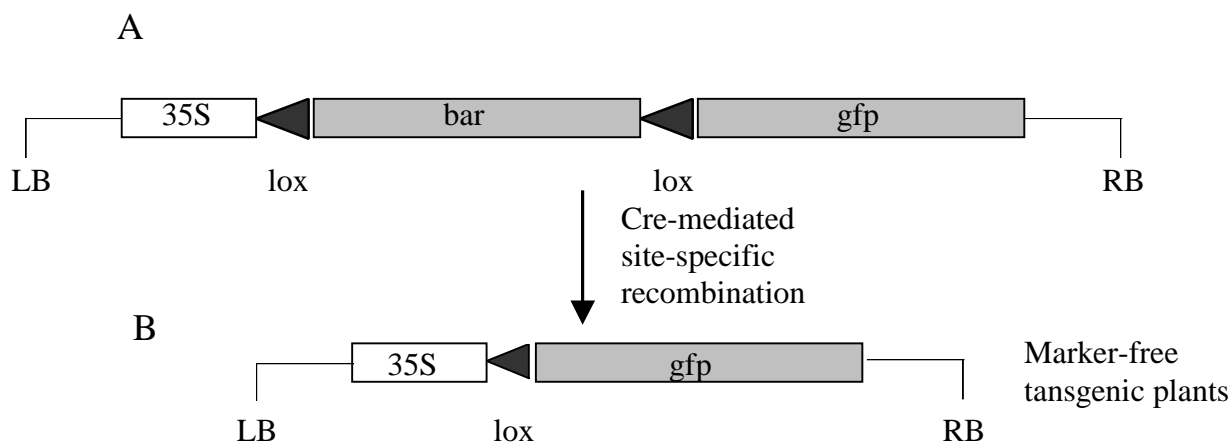 A
35S bar gfp
LB lox lox RB
Cre-mediated
site-specific
recombination
B
35S gfp
Marker-free
tansgenic plants
LB lox RB